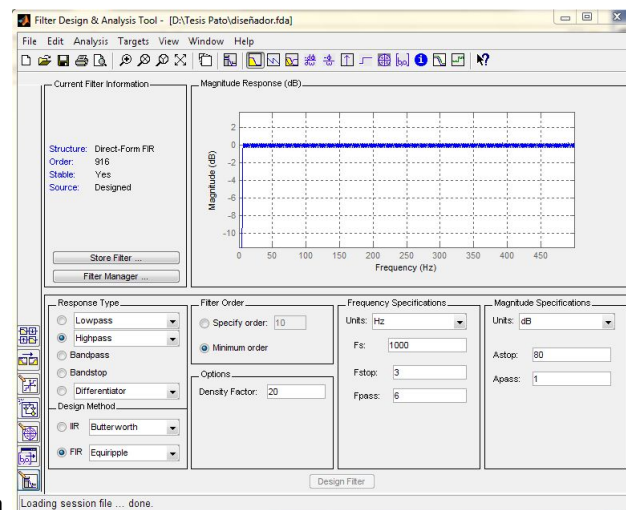 Filter Design & Analysis Tool - [D:\Tesis Pato\diseñador.fda]
File Edit Analysis Targets View Window Help
Current Filter Information
Structure: Direct-Form FIR
Order: 916
Stable: Yes
Source: Designed
Store Filter ...
Filter Manager ...
Magnitude Response (dB)
Magnitude (dB)
2
0
-2
-4
-6
-8
-10
0 50 100 150 200 250 300 350 400 450
Frequency (Hz)
Response Type
Lowpass
Highpass
Bandpass
Bandstop
Differentiator
Design Method
IIR Butterworth
FIR Equiripple
Filter Order
Specify order: 10
Minimum order
Options
Density Factor: 20
Frequency Specifications
Units: Hz
Fs: 1000
Fstop: 3
Fpass: 6
Magnitude Specifications
Units: dB
Astop: 80
Apass: 1
Design Filter
Loading session file ... done.